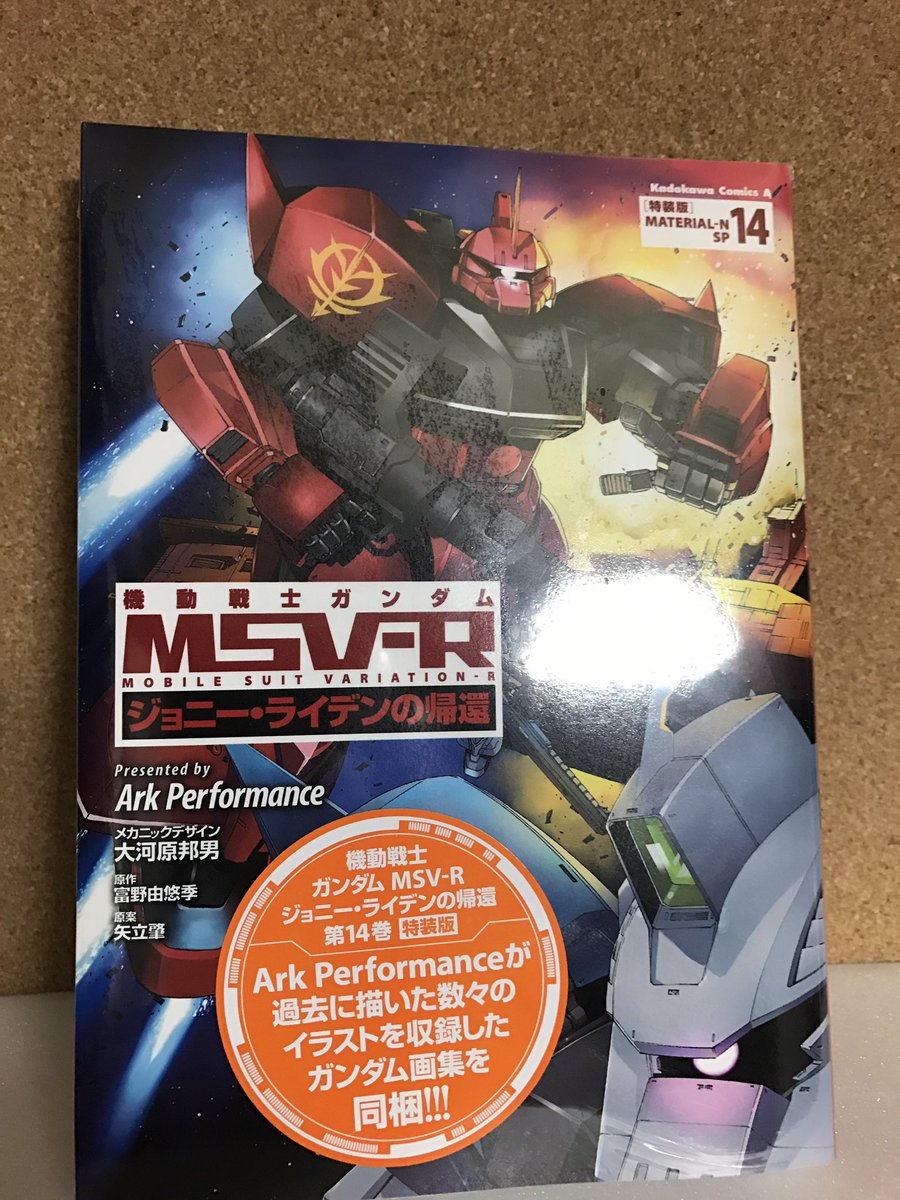 Kadokawa Comics A
[特装版]
MATERIAL-N
SP 14
機動戦士ガンダム
MSV-R
MOBILE SUIT VARIATION-R
ジョニー・ライデンの帰還
Presented by
Ark Performance
メカニックデザイン
大河原邦男
原作
富野由悠季
原案
矢立肇
機動戦士
ガンダム MSV-R
ジョニー・ライデンの帰還
第14巻 特装版
Ark Performanceが
過去に描いた数々の
イラストを収録した
ガンダム画集を
同梱!!!